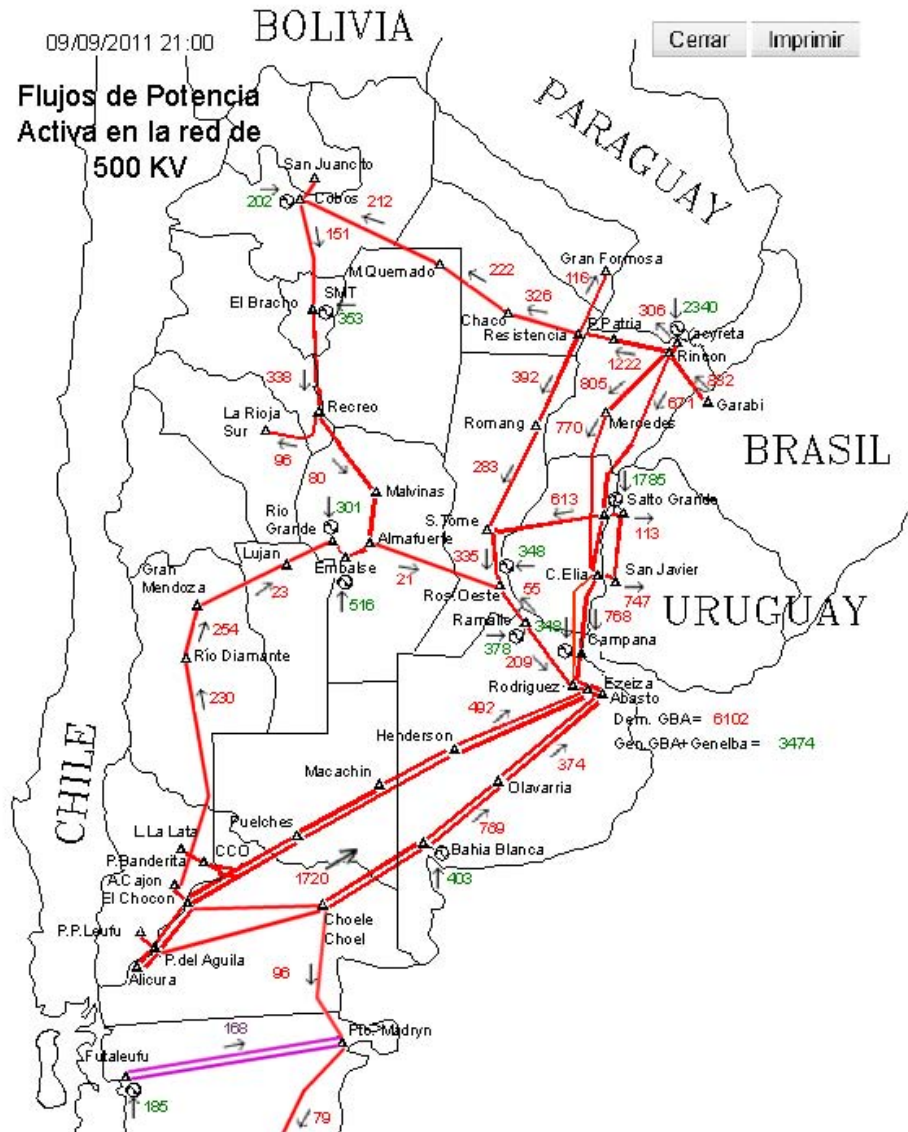 BOLIVIA
09/09/2011 21:00
Cerrar
Imprimir
Flujos de Potencia
Activa en la red de
500 KV
PARAGUAY
San Juancito
202
Cobos
212
151
M.Quemado
222
Gran Formosa
116
El Bracho
SMT
353
326
Chaco
Resistencia
P.Patria
306
2340
Yacyreta
Rincon
1222
338
392
805
671
Garabi
La Rioja
Sur
Recreo
Romang
770
Mercedes
BRASIL
96
80
283
1785
Salto Grande
Malvinas
613
Rio
Grande
301
S.Tome
113
Almafuerte
Lujan
Embalse
335
348
C.Elia
San Javier
Gran
Mendoza
23
21
Ros.Oeste
55
747
516
768
URUGUAY
254
Ramallo
348
Campana
378
Río Diamante
209
230
Rodriguez
Ezeiza
Abasto
492
Dem. GBA= 6102
Henderson
Gen.GBA+Genelba = 3474
374
Macachin
Olavarria
CHILE
Puelches
769
L.La Lata
CCO
P.Banderita
Bahia Blanca
A.Cajon
1720
403
El Chocon
Choele
Choel
P.P.Leufu
P.del Aguila
Alicura
96
168
Pto. Madryn
Futaleufu
185
79